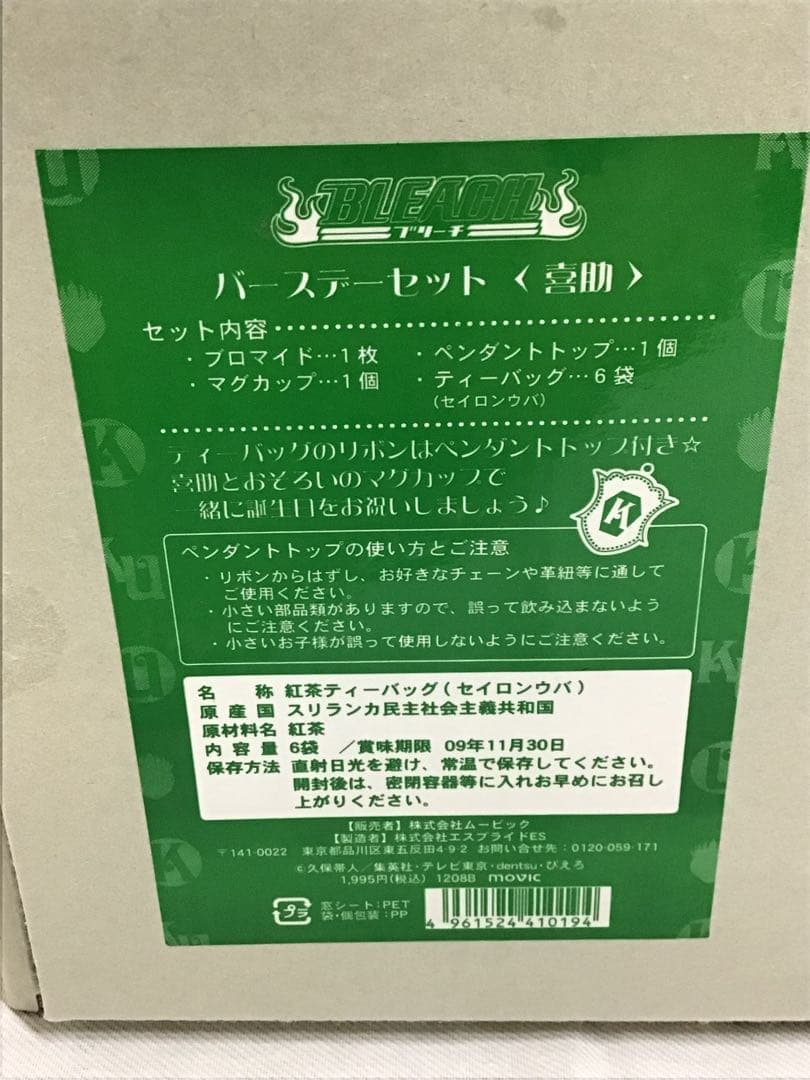 BLEACH
ブリーチ
バースデーセット〈喜助〉
セット内容
・ブロマイド…1枚 ・ペンダントトップ…1個
・マグカップ…1個 ・ティーバッグ…6袋
(セイロンウバ)
ティーバッグのリボンはペンダントトップ付き☆
喜助とおそろいのマグカップで
一緒に誕生日をお祝いしましょう♪
K
ペンダントトップの使い方とご注意
・リボンからはずし、お好きなチェーンや革紐等に通して
ご使用ください。
・小さい部品類がありますので、誤って飲み込まないよう
にご注意ください。
・小さいお子様が誤って使用しないようにご注意ください。
名 称 紅茶ティーバッグ(セイロンウバ)
原産国 スリランカ民主社会主義共和国
原材料名 紅茶
内容量 6袋 /賞味期限 09年11月30日
保存方法 直射日光を避け、常温で保存してください。
開封後は、密閉容器等に入れお早めにお召し
上がりください。
【販売者】株式会社ムービック
【製造者】株式会社エスプライドES
〒141-0022 東京都品川区東五反田4-9-2 お問い合せ先:0120-059-171
©久保帯人/集英社・テレビ東京・dentsu・ぴえろ
1,995円(税込) 1208B movic
プラ 窓シート:PET
袋・個包装:PP
4 961524 410194